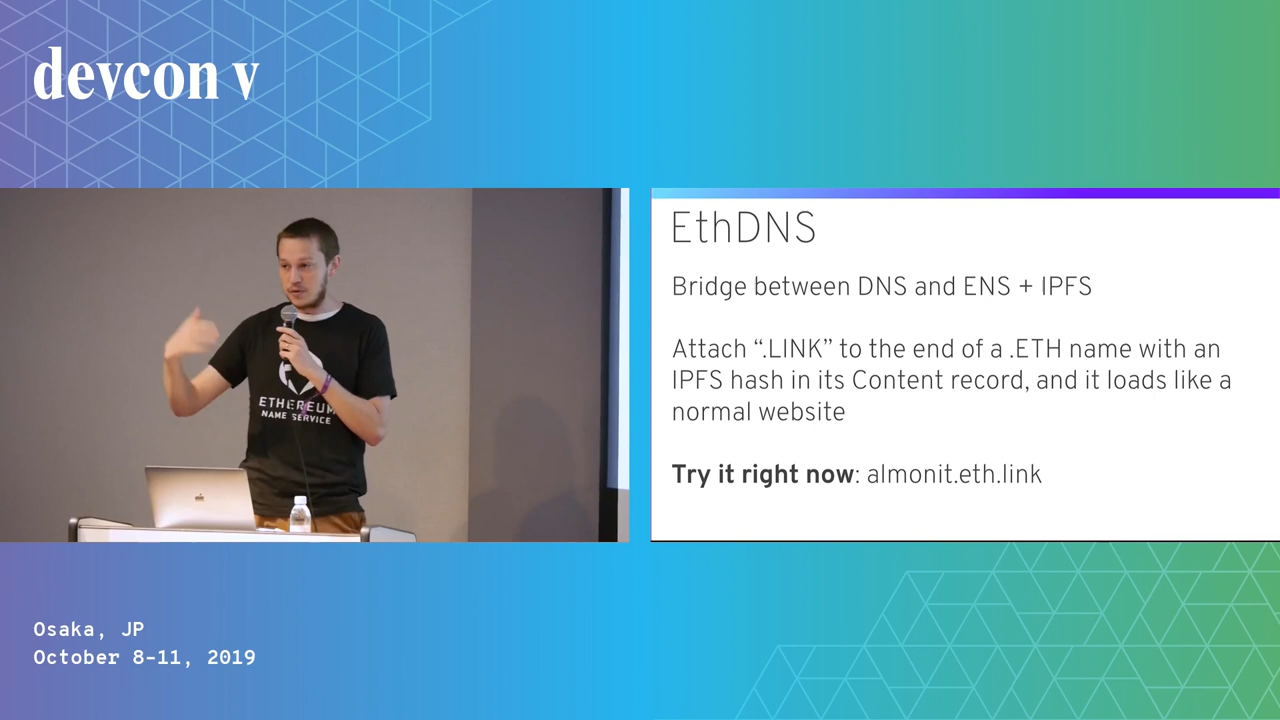 devcon v
ETHEREUM
NAME SERVICE
EthDNS
Bridge between DNS and ENS + IPFS
Attach “.LINK” to the end of a .ETH name with an
IPFS hash in its Content record, and it loads like a
normal website
Try it right now: almonit.eth.link
Osaka, JP
October 8-11, 2019